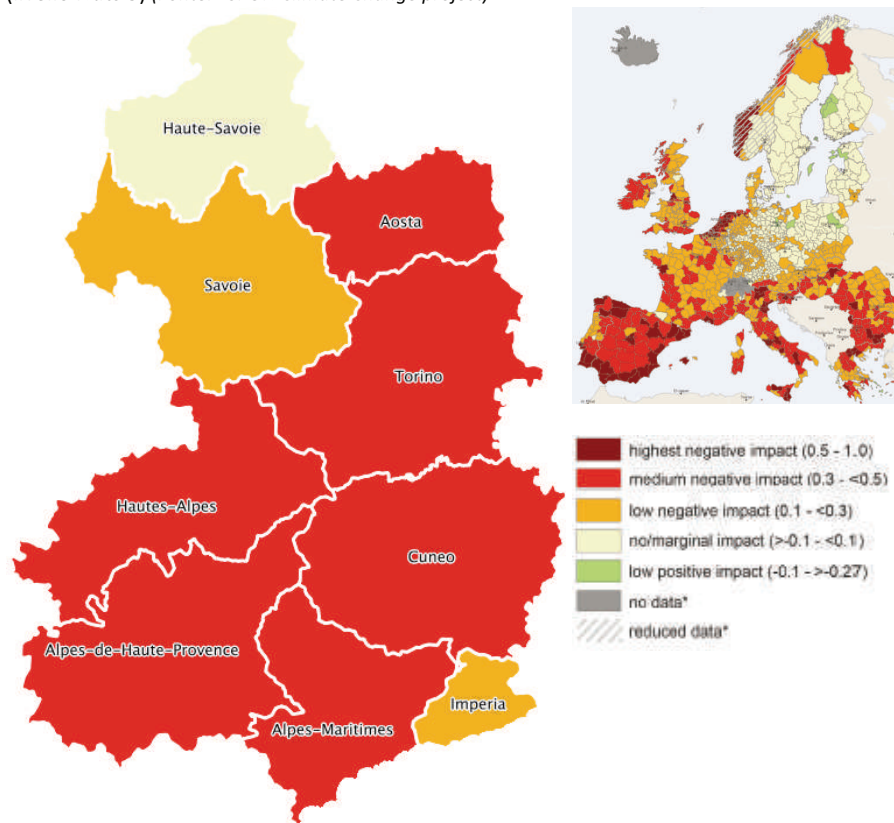 Haute-Savoie
Aosta
Savoie
Torino
Hautes-Alpes
Cuneo
Alpes-de-Haute-Provence
Imperia
Alpes-Maritimes
highest negative impact (0.5 - 1.0)
medium negative impact (0.3 - <0.5)
low negative impact (0.1 - <0.3)
no/marginal impact (>-0.1 - <0.1)
low positive impact (-0.1 - >-0.27)
no data*
reduced data*